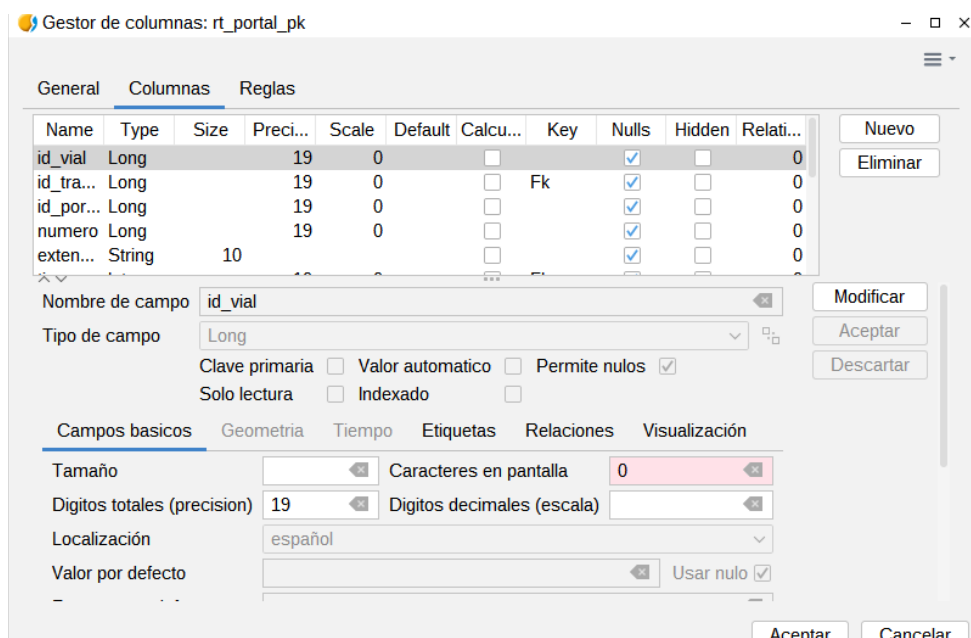 Gestor de columnas: rt_portal_pk
General Columnas Reglas
Name Type Size Preci... Scale Default Calcu... Key Nulls Hidden Relati... Nuevo
id_vial Long 19 0 0 Eliminar
id_tra... Long 19 0 Fk 0
id_por... Long 19 0 0
numero Long 19 0 0
exten... String 10 0
Nombre de campo id_vial Modificar
Tipo de campo Long Aceptar
Clave primaria Valor automatico Permite nulos Descartar
Solo lectura Indexado
Campos basicos Geometria Tiempo Etiquetas Relaciones Visualización
Tamaño Caracteres en pantalla 0
Digitos totales (precision) 19 Digitos decimales (escala)
Localización español
Valor por defecto Usar nulo
Aceptar Cancelar